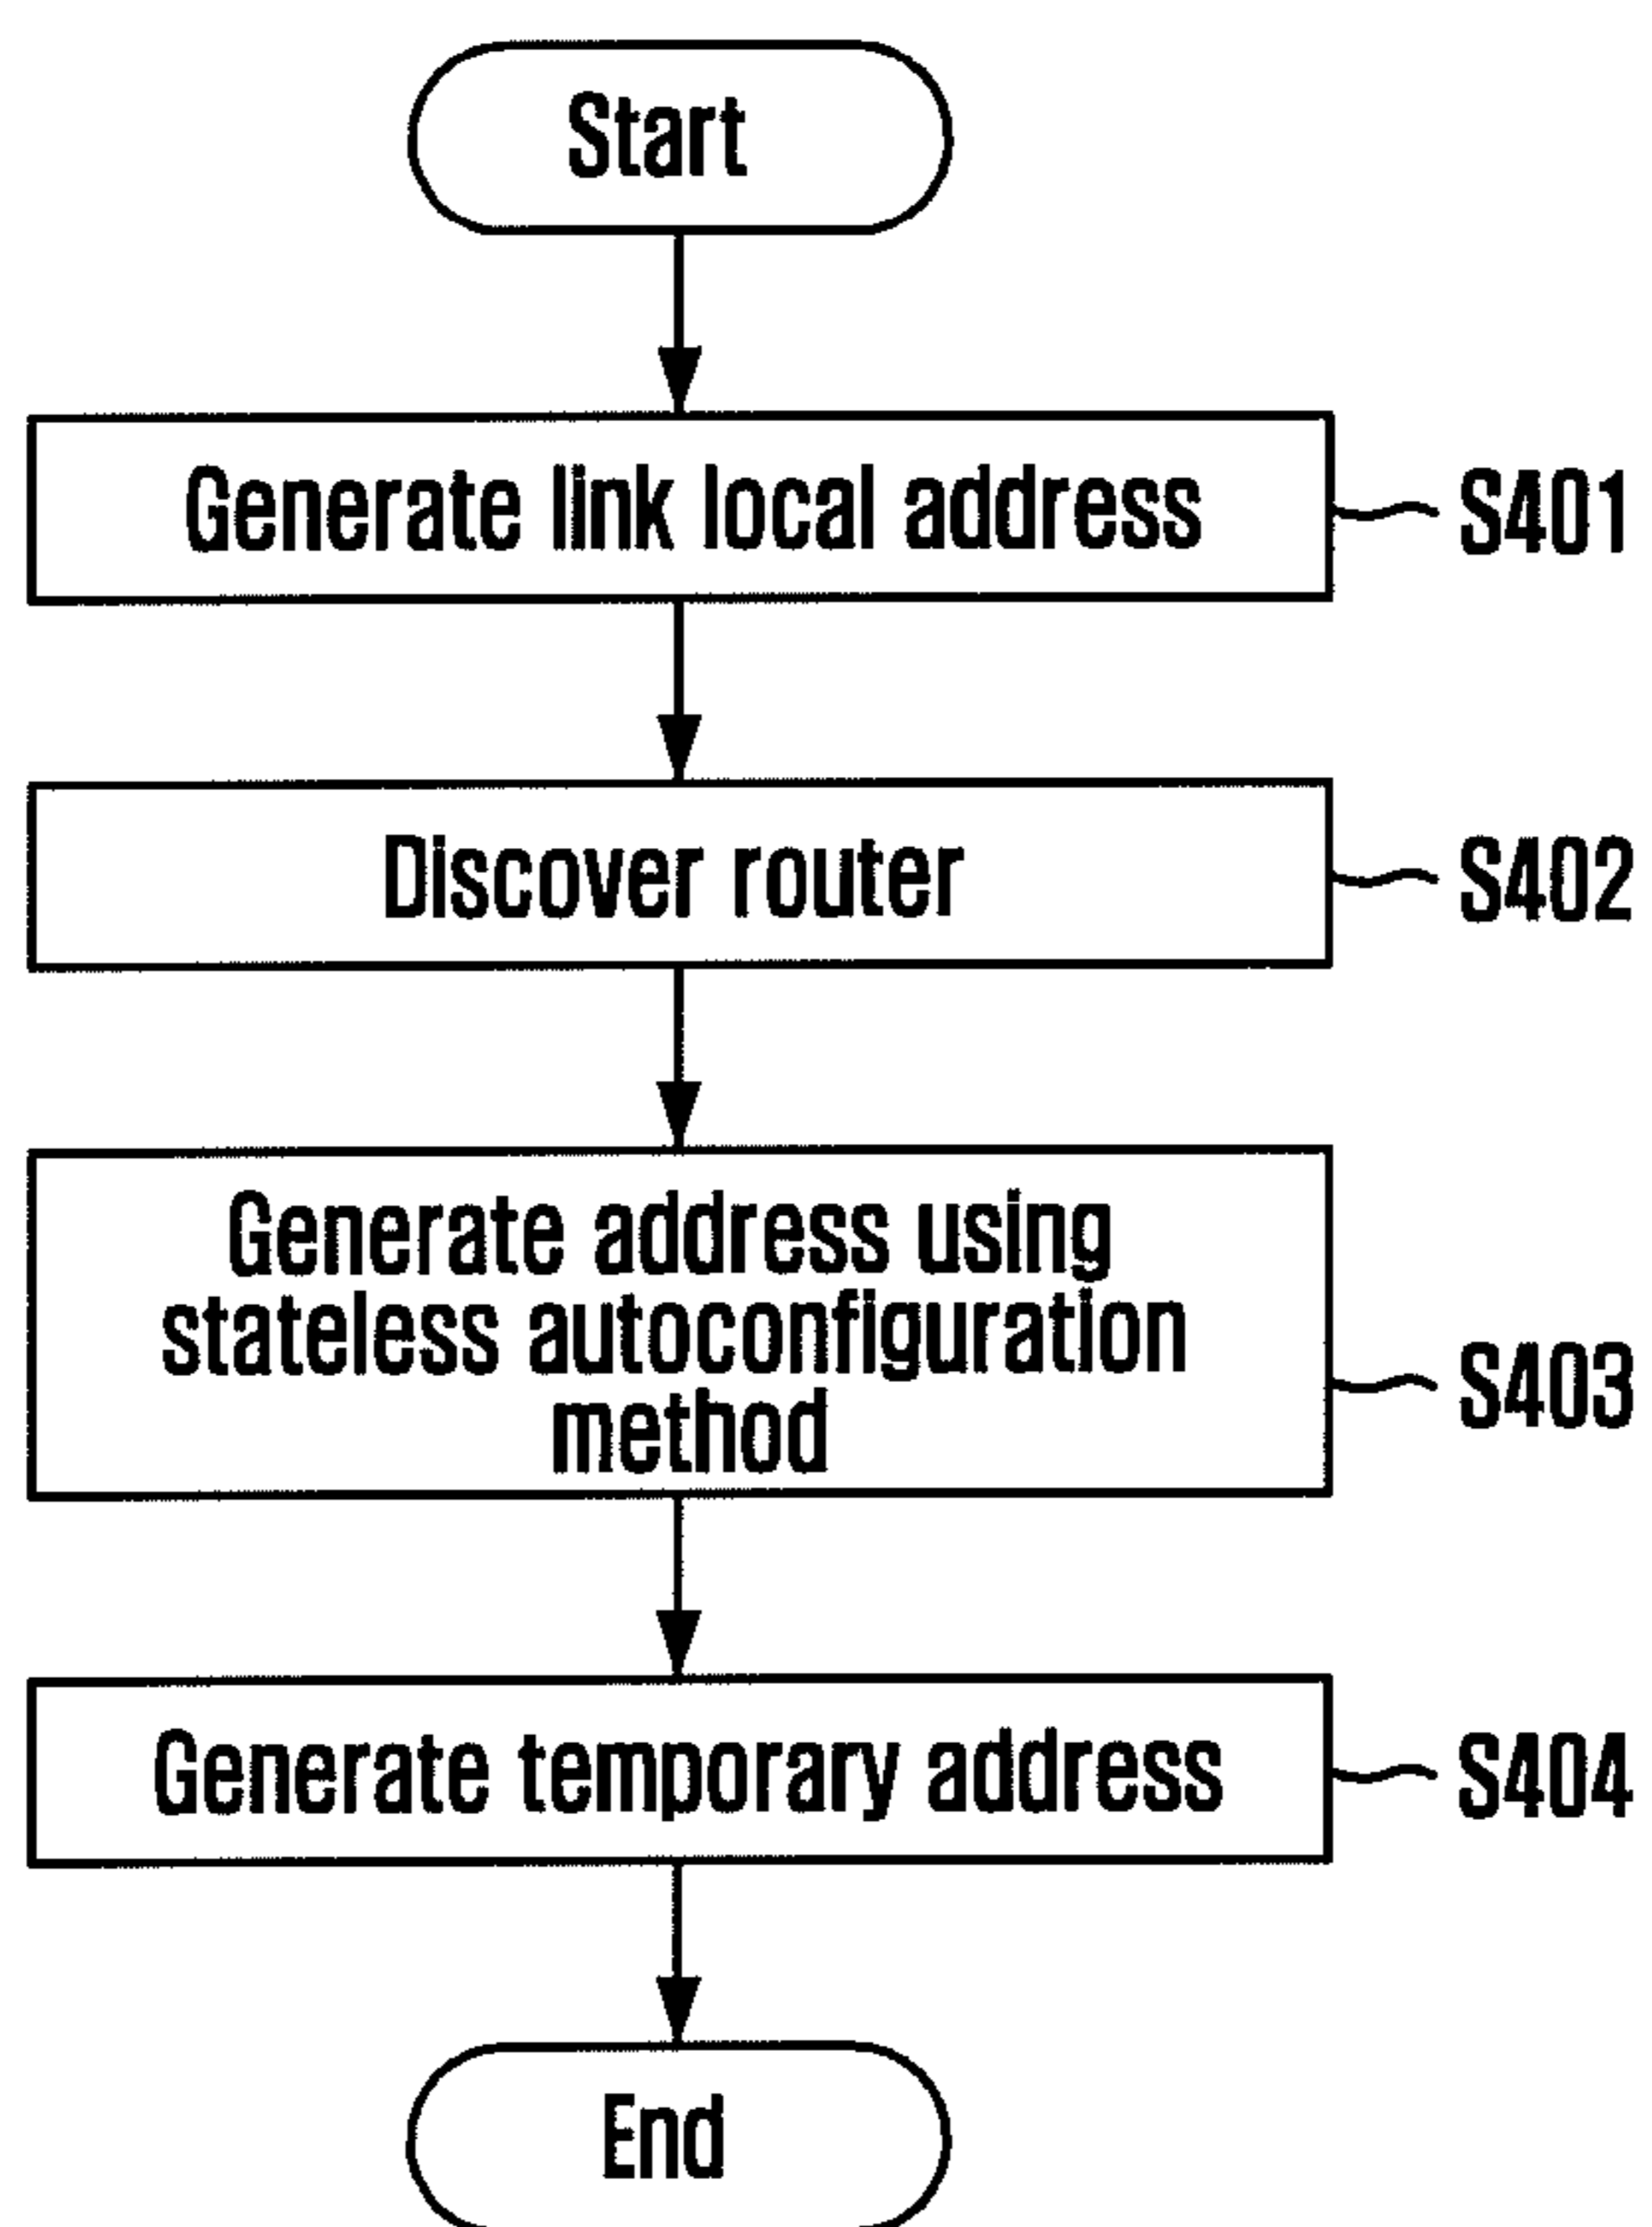 Start
Generate link local address
S401
Discover router
S402
Generate address using
stateless autoconfiguration
method
S403
Generate temporary address
S404
End